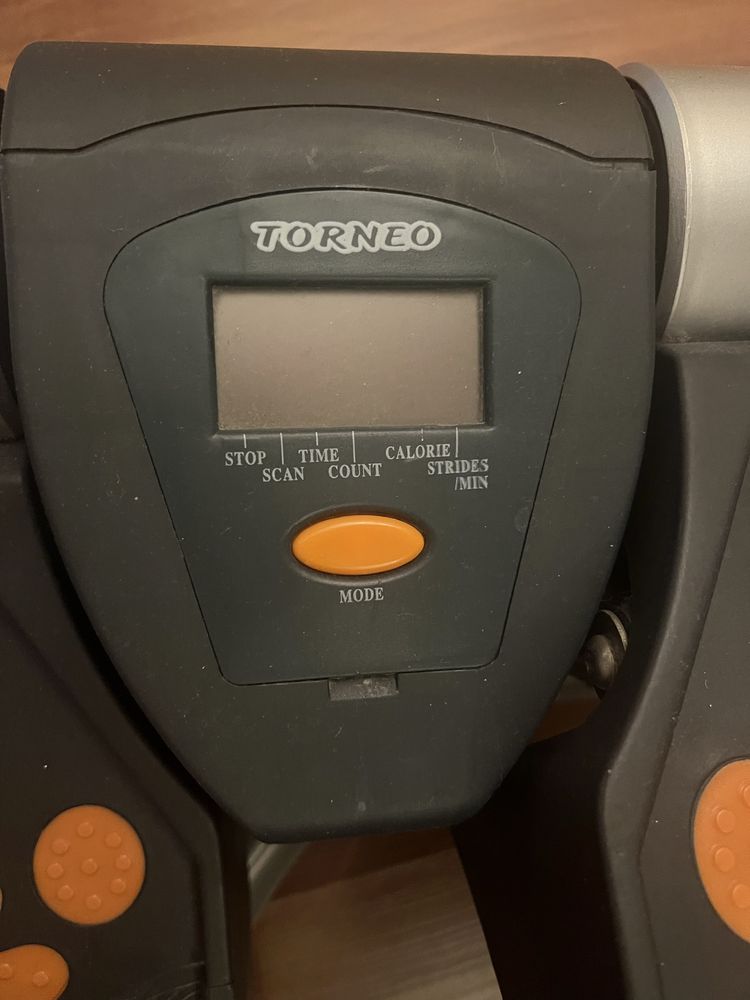 TORNEO
STOP
SCAN
TIME
COUNT
CALORIE
STRIDES
/MIN
MODE